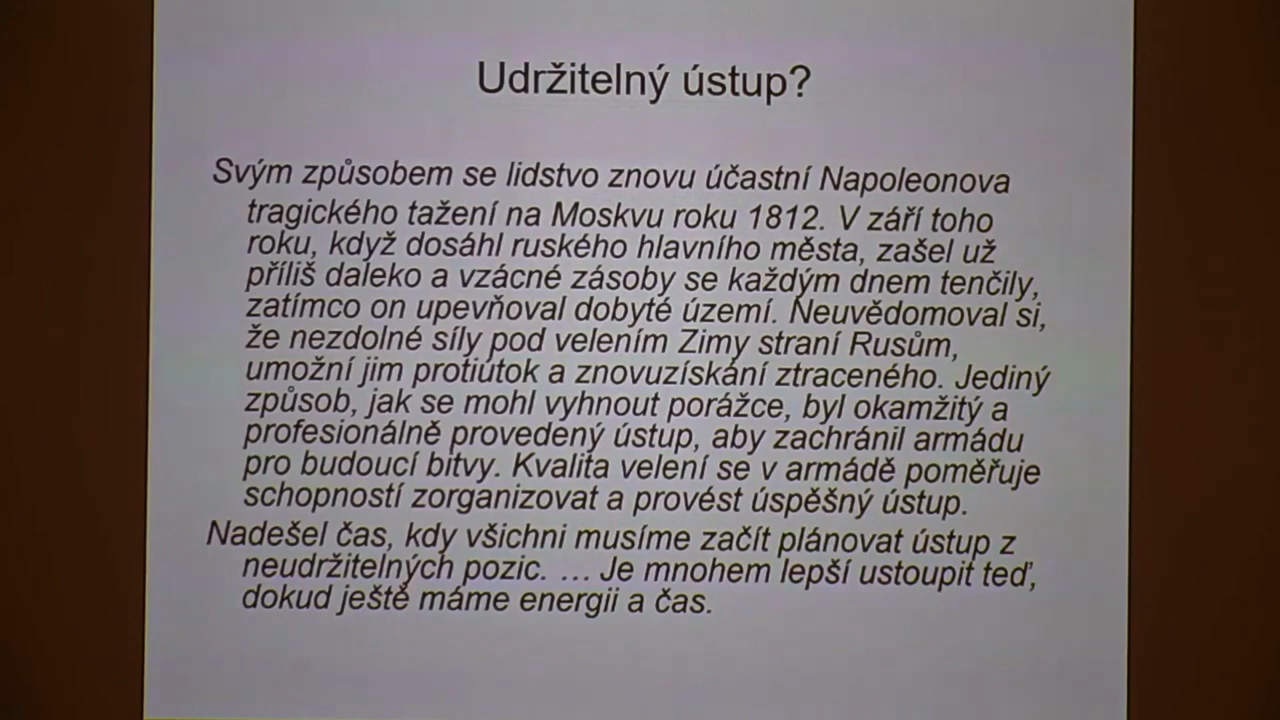 Udržitelný ústup?
Svým způsobem se lidstvo znovu účastní Napoleonova
tragického tažení na Moskvu roku 1812. V září toho
roku, když dosáhl ruského hlavního města, zašel už
příliš daleko a vzácné zásoby se každým dnem tenčily,
zatímco on upevňoval dobyté území. Neuvědomoval si,
že nezdolné síly pod velením Zimy straní Rusům,
umožní jim protiútok a znovuzískání ztraceného. Jediný
způsob, jak se mohl vyhnout porážce, byl okamžitý a
profesionálně provedený ústup, aby zachránil armádu
pro budoucí bitvy. Kvalita velení se v armádě poměřuje
schopností zorganizovat a provést úspěšný ústup.
Nadešel čas, kdy všichni musíme začít plánovat ústup z
neudržitelných pozic. … Je mnohem lepší ustoupit teď,
dokud ještě máme energii a čas.